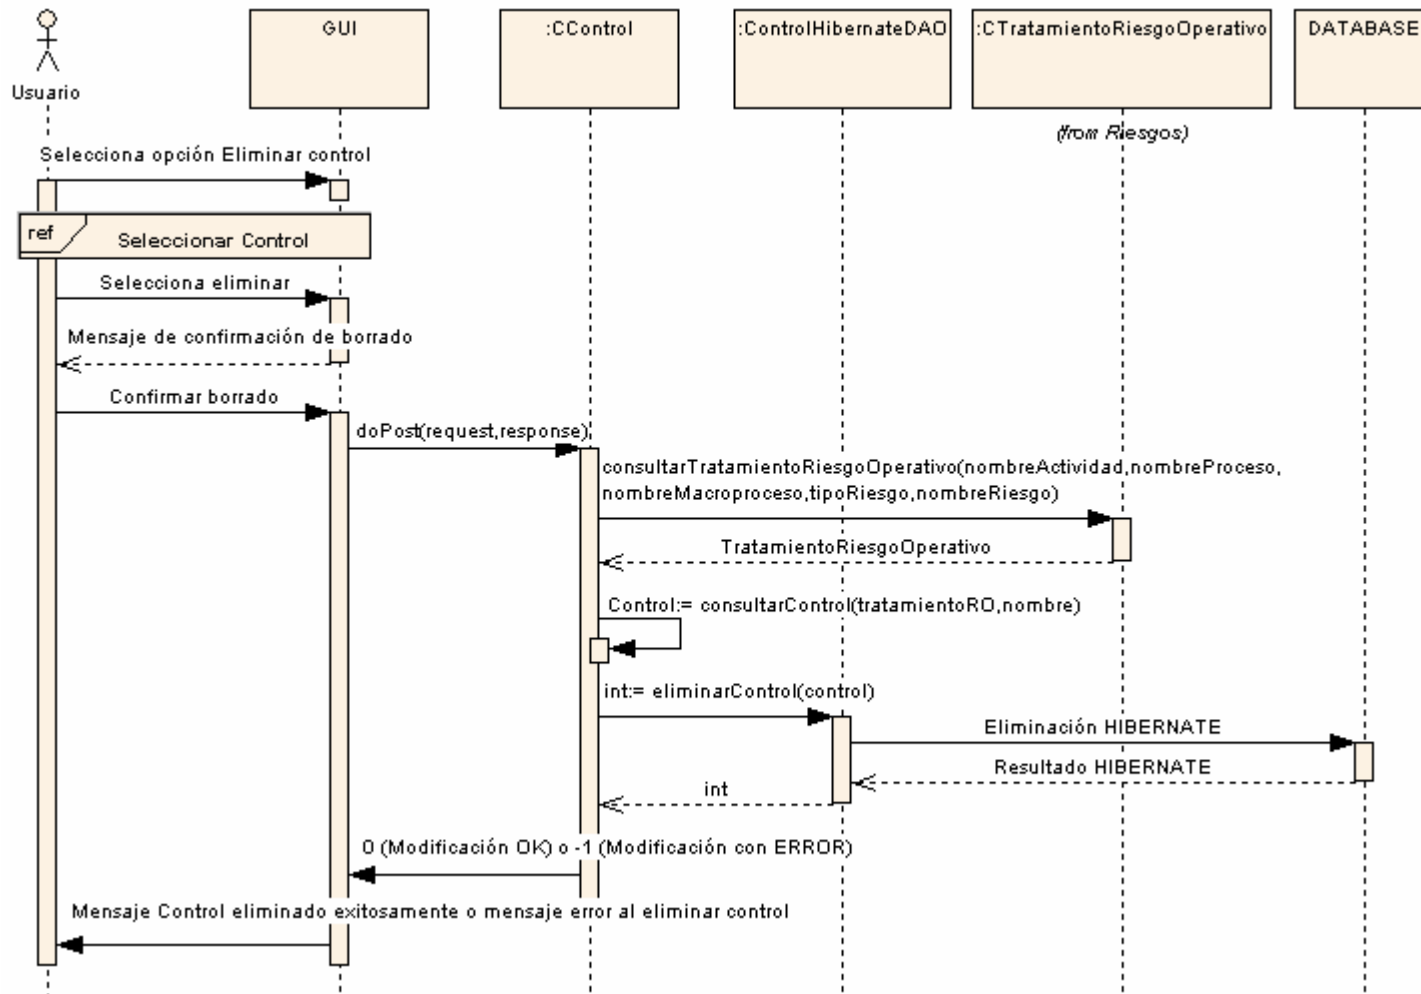 GUI
:CControl
:ControlHibernateDAO
:CTratamientoRiesgoOperativo
DATABASE
Usuario
(from Riesgos)
Selecciona opción Eliminar control
ref
Seleccionar Control
Selecciona eliminar
Mensaje de confirmación de borrado
Confirmar borrado
doPost(request,response)
consultarTratamientoRiesgoOperativo(nombreActividad,nombreProceso,
nombreMacroproceso,tipoRiesgo,nombreRiesgo)
TratamientoRiesgoOperativo
Control:= consultarControl(tratamientoRO,nombre)
int:= eliminarControl(control)
Eliminación HIBERNATE
Resultado HIBERNATE
int
0 (Modificación OK) o -1 (Modificación con ERROR)
Mensaje Control eliminado exitosamente o mensaje error al eliminar control